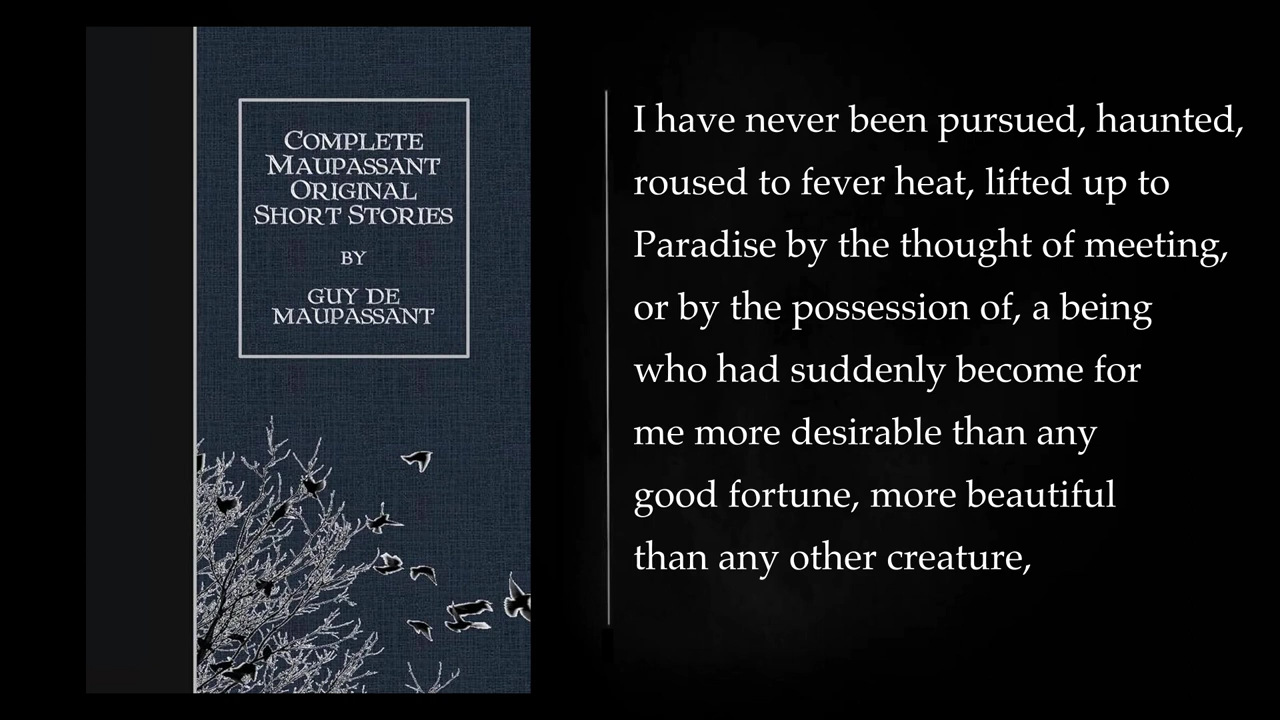 COMPLETE
MAUPASSANT
ORIGINAL
SHORT STORIES
BY
GUY DE
MAUPASSANT
I have never been pursued, haunted,
roused to fever heat, lifted up to
Paradise by the thought of meeting,
or by the possession of, a being
who had suddenly become for
me more desirable than any
good fortune, more beautiful
than any other creature,